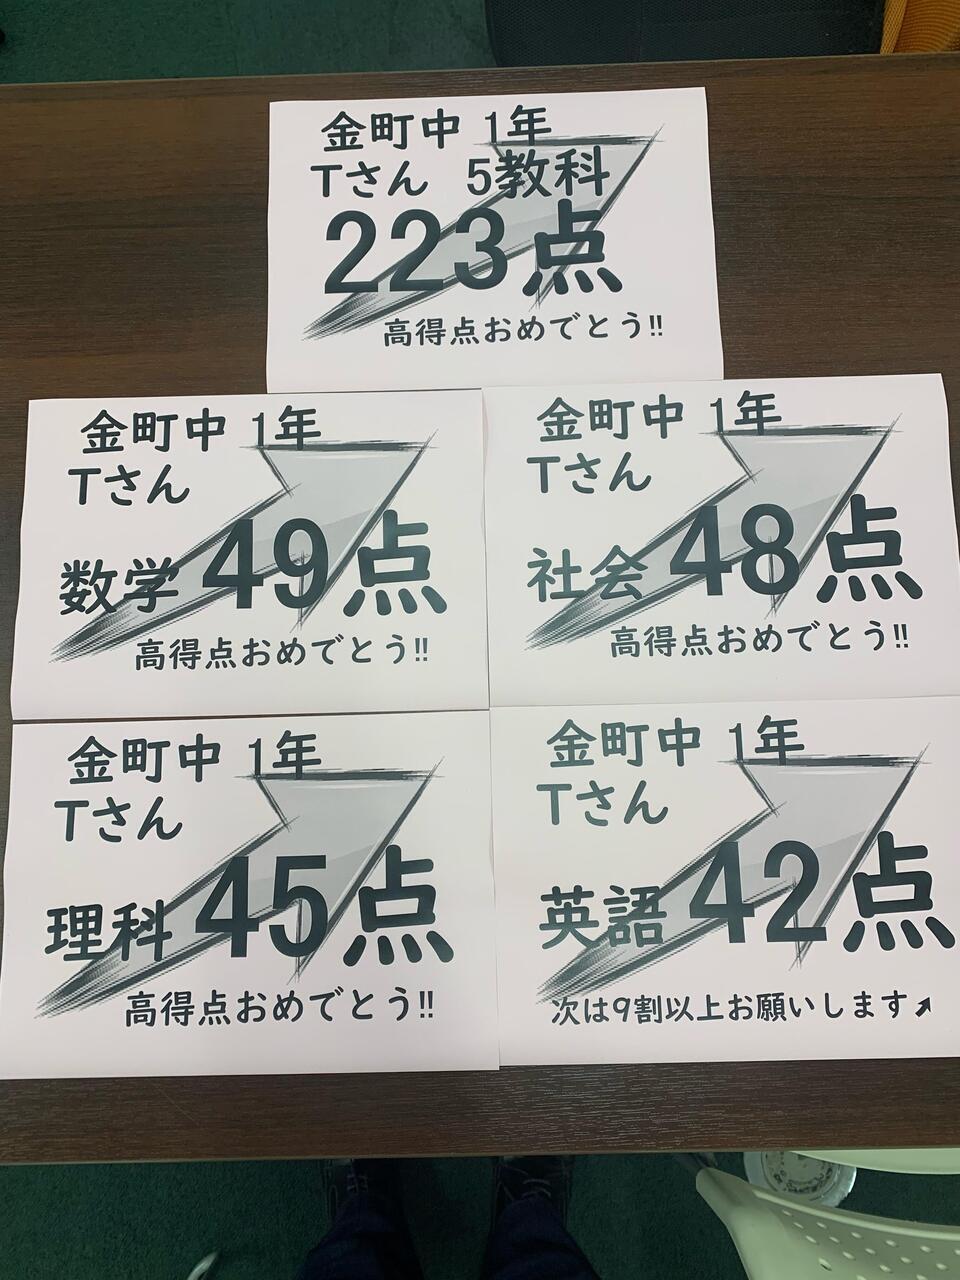 金町中 1年
Tさん 5教科
223点
高得点おめでとう!!
金町中 1年
Tさん
数学 49点
高得点おめでとう!!
金町中 1年
Tさん
社会 48点
高得点おめでとう!!
金町中 1年
Tさん
理科 45点
高得点おめでとう!!
金町中 1年
Tさん
英語 42点
次は9割以上お願いします➚